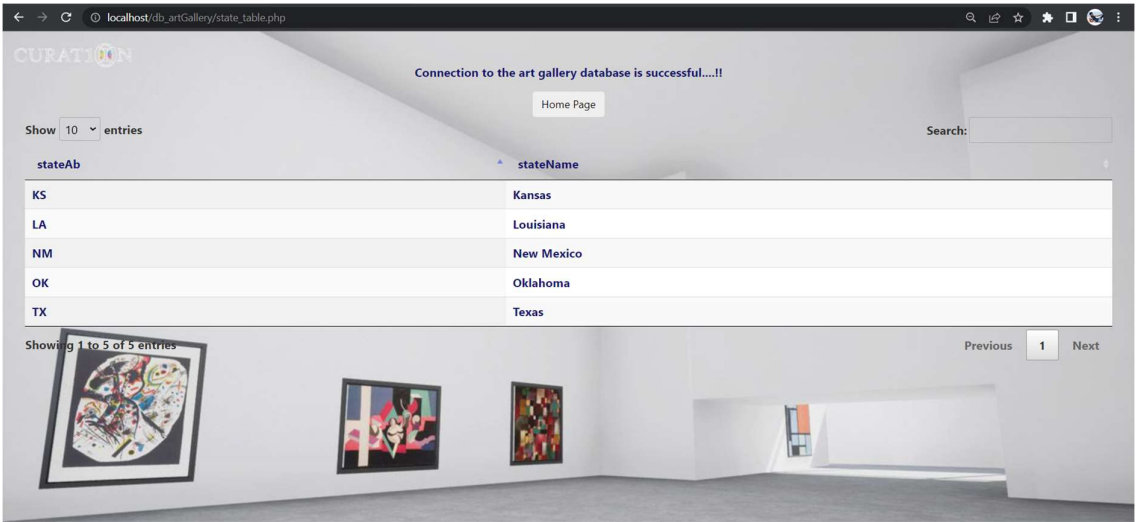 localhost/db_artGallery/state_table.php
CURATION
Connection to the art gallery database is successful....!!
Home Page
Show 10 entries
Search:
stateAb stateName
KS Kansas
LA Louisiana
NM New Mexico
OK Oklahoma
TX Texas
Showing 1 to 5 of 5 entries
Previous 1 Next